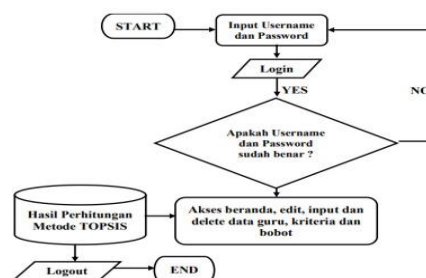 START
Input Username
dan Password
Login
YES
NO
Apakah Username
dan Password
sudah benar ?
Hasil Perhitungan
Metode TOPSIS
Akses beranda, edit, input dan
delete data guru, kriteria dan
bobot
Logout
END